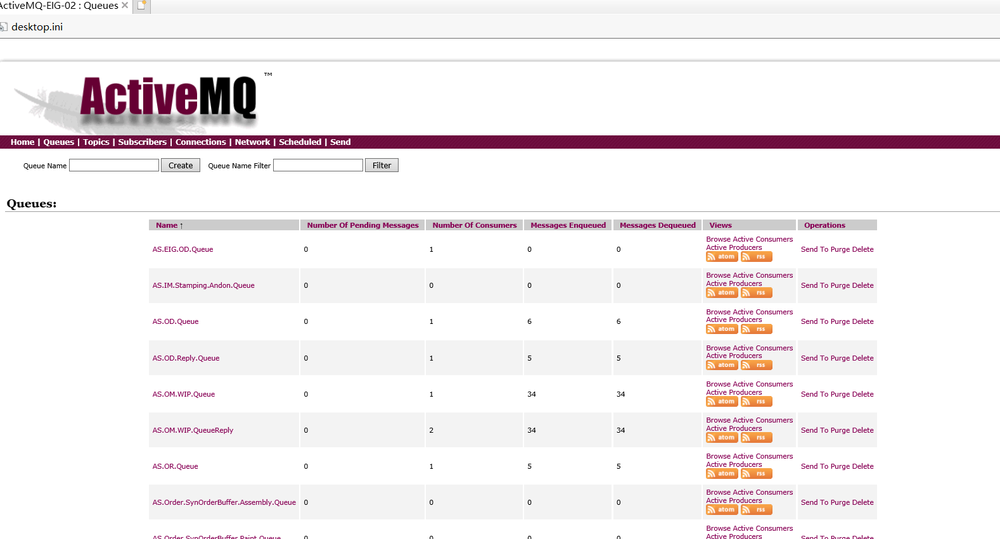 ActiveMQ-EIG-02 : Queues
desktop.ini
ActiveMQ ™
Home | Queues | Topics | Subscribers | Connections | Network | Scheduled | Send
Queue Name Create Queue Name Filter Filter
Queues:
Name ↑ Number Of Pending Messages Number Of Consumers Messages Enqueued Messages Dequeued Views Operations
Browse Active Consumers
AS.EIG.OD.Queue 0 1 0 0 Active Producers Send To Purge Delete
atom rss
Browse Active Consumers
AS.IM.Stamping.Andon.Queue 0 0 0 0 Active Producers Send To Purge Delete
atom rss
Browse Active Consumers
AS.OD.Queue 0 1 6 6 Active Producers Send To Purge Delete
atom rss
Browse Active Consumers
AS.OD.Reply.Queue 0 1 5 5 Active Producers Send To Purge Delete
atom rss
Browse Active Consumers
AS.OM.WIP.Queue 0 1 34 34 Active Producers Send To Purge Delete
atom rss
Browse Active Consumers
AS.OM.WIP.QueueReply 0 2 34 34 Active Producers Send To Purge Delete
atom rss
Browse Active Consumers
AS.OR.Queue 0 1 5 5 Active Producers Send To Purge Delete
atom rss
Browse Active Consumers
AS.Order.SynOrderBuffer.Assembly.Queue 0 0 0 0 Active Producers Send To Purge Delete
atom rss
Browse Active Consumers
AS.Order.SynOrderBuffer.Paint.Queue 0 0 0 0 Active Producers Send To Purge Delete